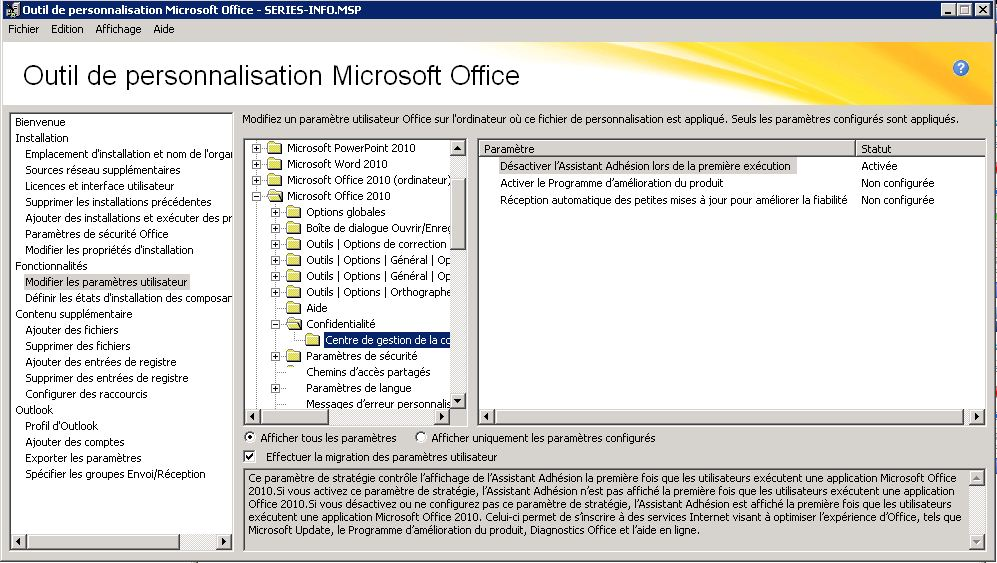 Outil de personnalisation Microsoft Office - SERIES-INFO.MSP
Fichier Edition Affichage Aide
Outil de personnalisation Microsoft Office
?
Bienvenue
Installation
Emplacement d'installation et nom de l'orga
Sources réseau supplémentaires
Licences et interface utilisateur
Supprimer les installations précédentes
Ajouter des installations et exécuter des pr
Paramètres de sécurité Office
Modifier les propriétés d'installation
Fonctionnalités
Modifier les paramètres utilisateur
Définir les états d'installation des composar
Contenu supplémentaire
Ajouter des fichiers
Supprimer des fichiers
Ajouter des entrées de registre
Supprimer des entrées de registre
Configurer des raccourcis
Outlook
Profil d'Outlook
Ajouter des comptes
Exporter les paramètres
Spécifier les groupes Envoi/Réception
Modifiez un paramètre utilisateur Office sur l'ordinateur où ce fichier de personnalisation est appliqué. Seuls les paramètres configurés sont appliqués.
Microsoft PowerPoint 2010
Microsoft Word 2010
Microsoft Office 2010 (ordinateur)
Microsoft Office 2010
Options globales
Boîte de dialogue Ouvrir/Enreg
Outils | Options de correction
Outils | Options | Général | Op
Outils | Options | Général | Op
Outils | Options | Orthographe
Aide
Confidentialité
Centre de gestion de la co
Paramètres de sécurité
Chemins d'accès partagés
Paramètres de langue
Messages d'erreur personnalis
Paramètre Statut
Désactiver l'Assistant Adhésion lors de la première exécution Activée
Activer le Programme d'amélioration du produit Non configurée
Réception automatique des petites mises à jour pour améliorer la fiabilité Non configurée
Afficher tous les paramètres Afficher uniquement les paramètres configurés
Effectuer la migration des paramètres utilisateur
Ce paramètre de stratégie contrôle l'affichage de l'Assistant Adhésion la première fois que les utilisateurs exécutent une application Microsoft Office
2010.Si vous activez ce paramètre de stratégie, l'Assistant Adhésion n'est pas affiché la première fois que les utilisateurs exécutent une application
Office 2010.Si vous désactivez ou ne configurez pas ce paramètre de stratégie, l'Assistant Adhésion est affiché la première fois que les utilisateurs
exécutent une application Microsoft Office 2010. Celui-ci permet de s'inscrire à des services Internet visant à optimiser l'expérience d'Office, tels que
Microsoft Update, le Programme d'amélioration du produit, Diagnostics Office et l'aide en ligne.